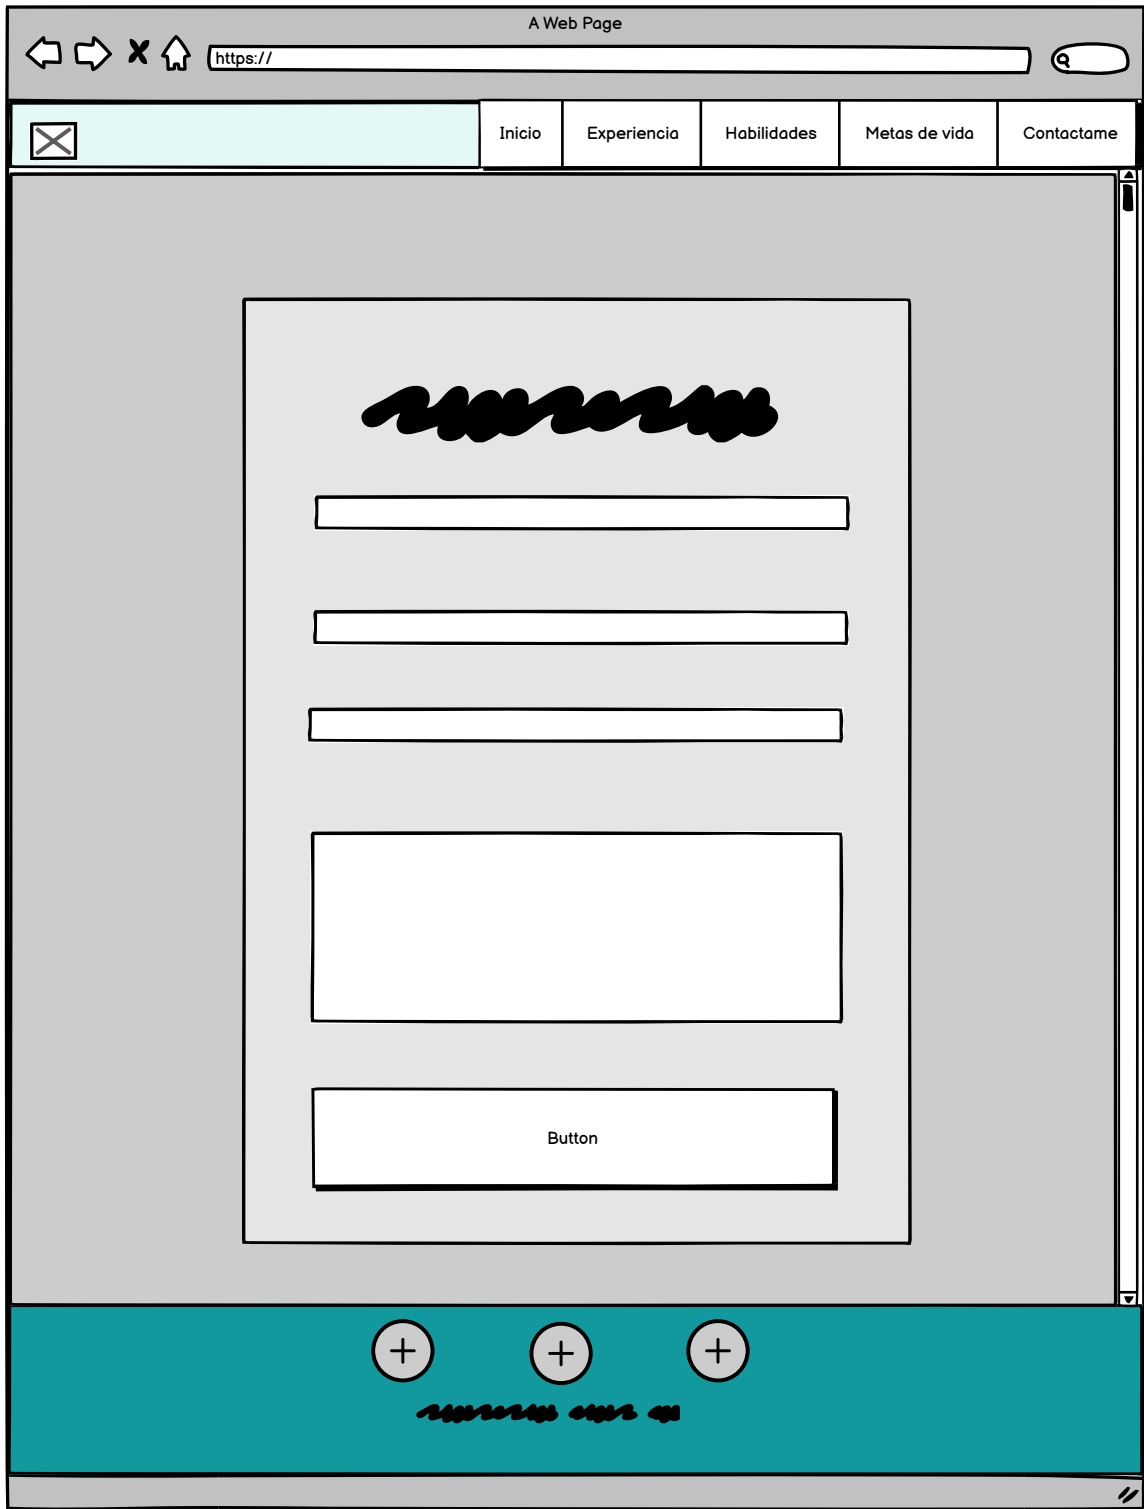 A Web Page
https://
Inicio Experiencia Habilidades Metas de vida Contactame
Button